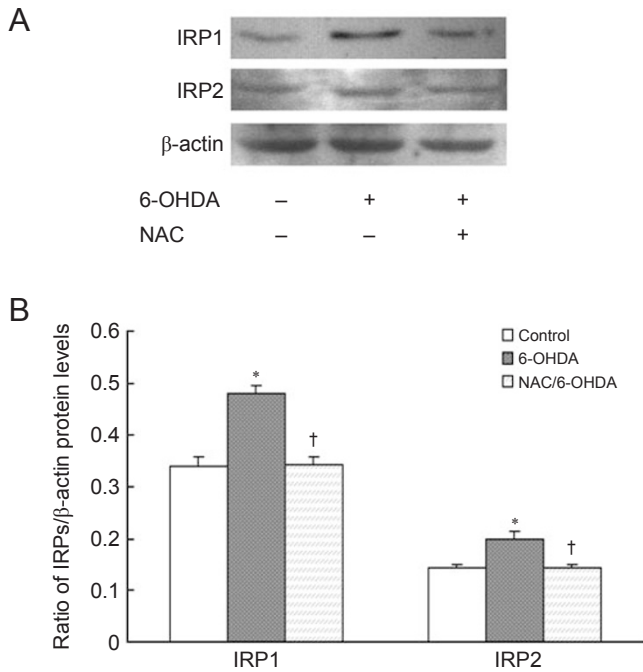 A
IRP1
IRP2
β-actin
6-OHDA – + +
NAC – – +
B
Ratio of IRPs/β-actin protein levels
0.6
0.5
0.4
0.3
0.2
0.1
0
Control
6-OHDA
NAC/6-OHDA
* † * †
IRP1 IRP2